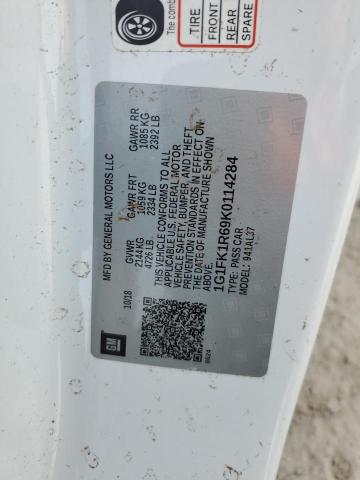 The comb
TIRE
FRONT
REAR
SPARE
MFD BY GENERAL MOTORS LLC
10/18
GVWR
2144 KG
4726 LB
GAWR FRT
1059 KG
2334 LB
GAWR RR
1085 KG
2392 LB
THIS VEHICLE CONFORMS TO ALL
APPLICABLE U.S. FEDERAL MOTOR
VEHICLE SAFETY, BUMPER, AND THEFT
PREVENTION STANDARDS IN EFFECT ON
THE DATE OF MANUFACTURE SHOWN
ABOVE.
1G1FK1R69K0114284
TYPE: PASS CAR
MODEL: 941AL37
GM